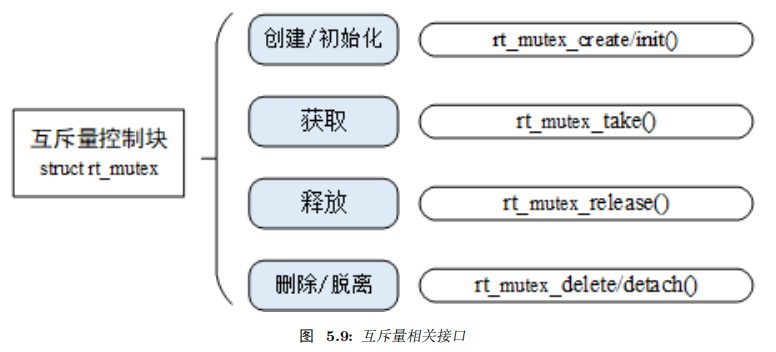 互斥量控制块
struct rt_mutex
创建/初始化
rt_mutex_create/init()
获取
rt_mutex_take()
释放
rt_mutex_release()
删除/脱离
rt_mutex_delete/detach()
图 5.9: 互斥量相关接口